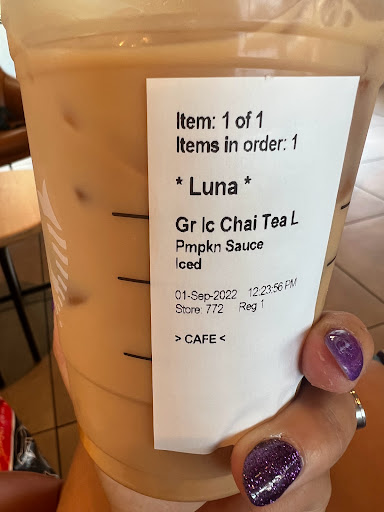 Item: 1 of 1
Items in order: 1
* Luna *
Gr Ic Chai Tea L
Pmpkn Sauce
Iced
01-Sep-2022 12:23:56 PM
Store: 772 Reg 1
> CAFE <